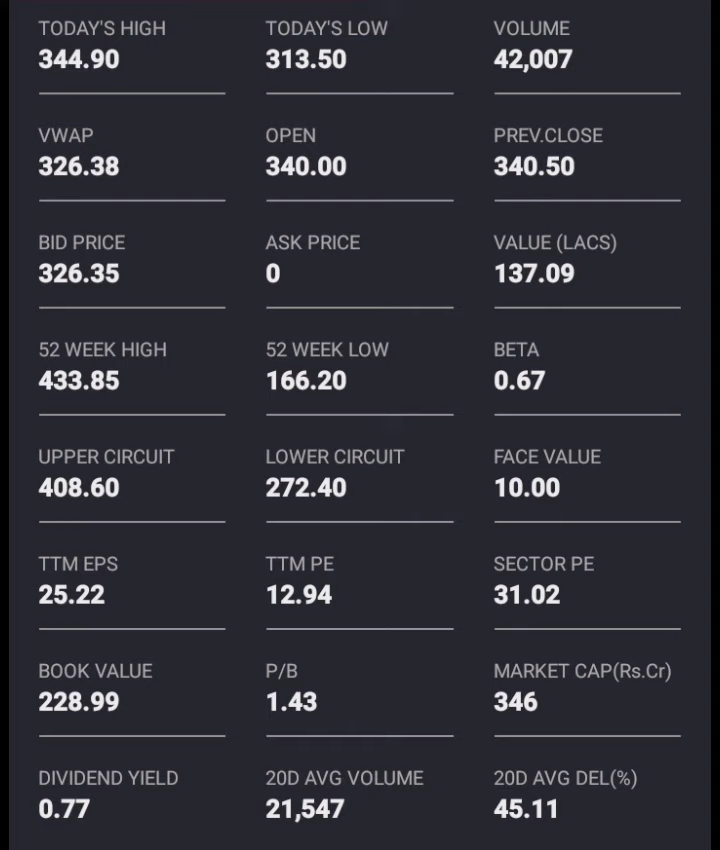 TODAY'S HIGH TODAY'S LOW VOLUME
344.90 313.50 42,007
VWAP OPEN PREV.CLOSE
326.38 340.00 340.50
BID PRICE ASK PRICE VALUE (LACS)
326.35 0 137.09
52 WEEK HIGH 52 WEEK LOW BETA
433.85 166.20 0.67
UPPER CIRCUIT LOWER CIRCUIT FACE VALUE
408.60 272.40 10.00
TTM EPS TTM PE SECTOR PE
25.22 12.94 31.02
BOOK VALUE P/B MARKET CAP(Rs.Cr)
228.99 1.43 346
DIVIDEND YIELD 20D AVG VOLUME 20D AVG DEL(%)
0.77 21,547 45.11